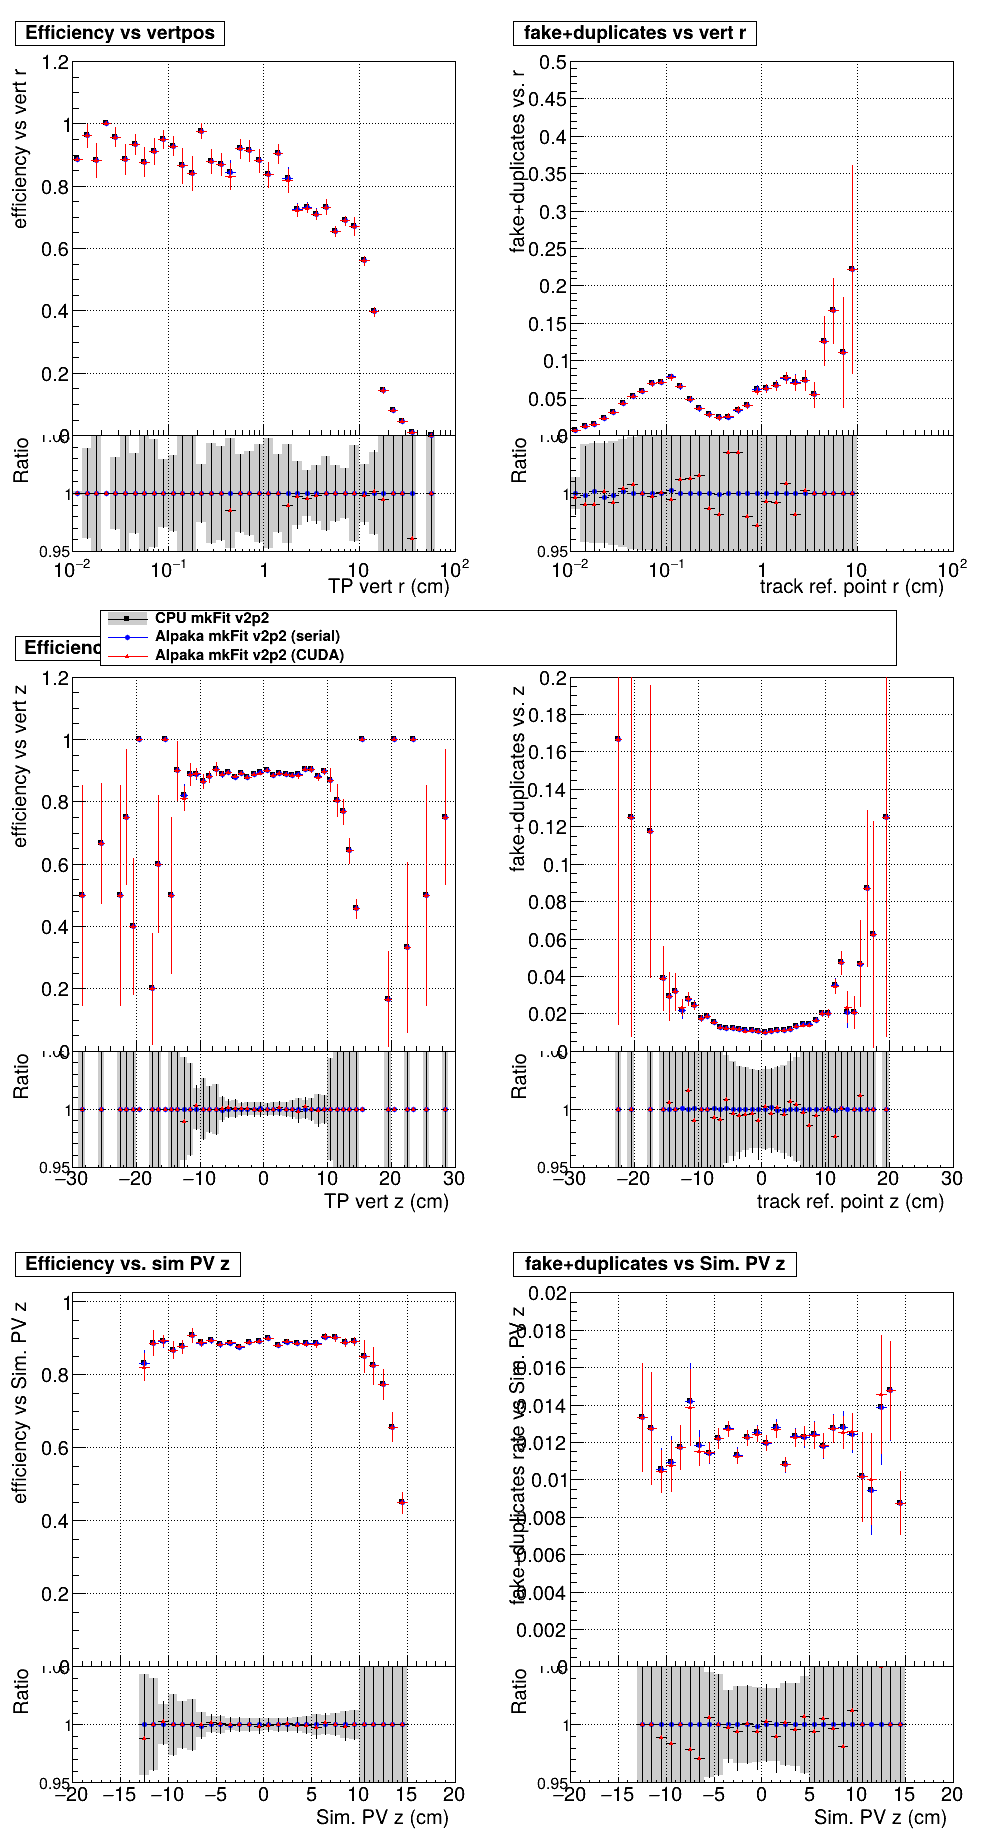 Efficiency vs vertpos
fake+duplicates vs vert r
efficiency vs vert r
1.2
1
0.8
0.6
0.4
0.2
0
Ratio
1
0.95
10⁻² 10⁻¹ 1 10 10²
TP vert r (cm)
fake+duplicates vs. r
0.5
0.45
0.4
0.35
0.3
0.25
0.2
0.15
0.1
0.05
0
Ratio
1
0.95
10⁻² 10⁻¹ 1 10 10²
track ref. point r (cm)
CPU mkFit v2p2
Alpaka mkFit v2p2 (serial)
Alpaka mkFit v2p2 (CUDA)
Efficienc
efficiency vs vert z
1.2
1
0.8
0.6
0.4
0.2
0
Ratio
1
0.95
−30 −20 −10 0 10 20 30
TP vert z (cm)
fake+duplicates vs. z
0.2
0.18
0.16
0.14
0.12
0.1
0.08
0.06
0.04
0.02
0
Ratio
1
0.95
−30 −20 −10 0 10 20 30
track ref. point z (cm)
Efficiency vs. sim PV z
fake+duplicates vs Sim. PV z
efficiency vs Sim. PV z
1
0.8
0.6
0.4
0.2
0
Ratio
1
0.95
−20 −15 −10 −5 0 5 10 15 20
Sim. PV z (cm)
fake+duplicates rate vs Sim. PV z
0.02
0.018
0.016
0.014
0.012
0.01
0.008
0.006
0.004
0.002
0
Ratio
1
0.95
−20 −15 −10 −5 0 5 10 15 20
Sim. PV z (cm)